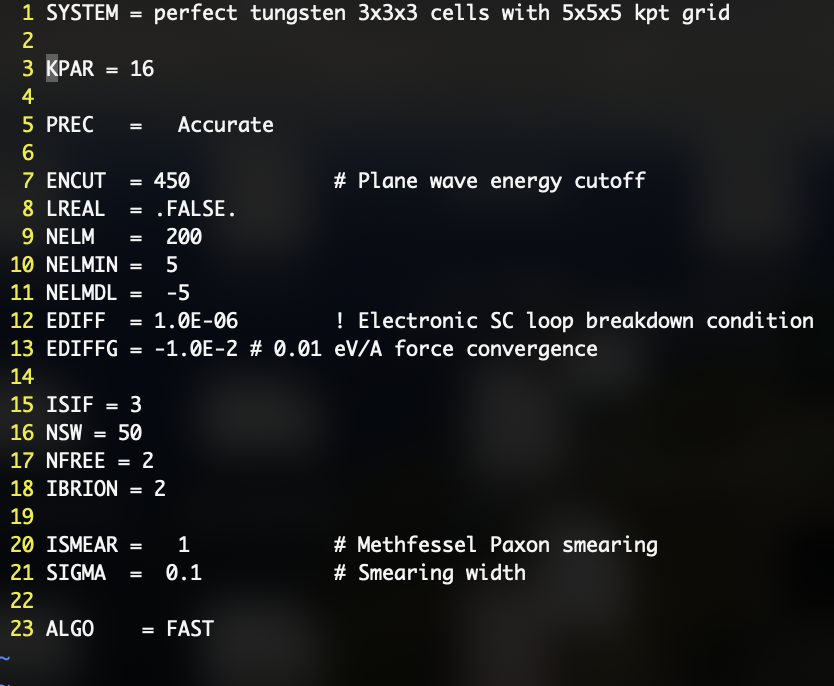 1 SYSTEM = perfect tungsten 3x3x3 cells with 5x5x5 kpt grid
2
3 KPAR = 16
4
5 PREC   =   Accurate
6
7 ENCUT  = 450            # Plane wave energy cutoff
8 LREAL  = .FALSE.
9 NELM   =  200
10 NELMIN =  5
11 NELMDL =  -5
12 EDIFF  = 1.0E-06        ! Electronic SC loop breakdown condition
13 EDIFFG = -1.0E-2 # 0.01 eV/A force convergence
14
15 ISIF = 3
16 NSW = 50
17 NFREE = 2
18 IBRION = 2
19
20 ISMEAR =   1            # Methfessel Paxon smearing
21 SIGMA  =  0.1           # Smearing width
22
23 ALGO    = FAST
~
~